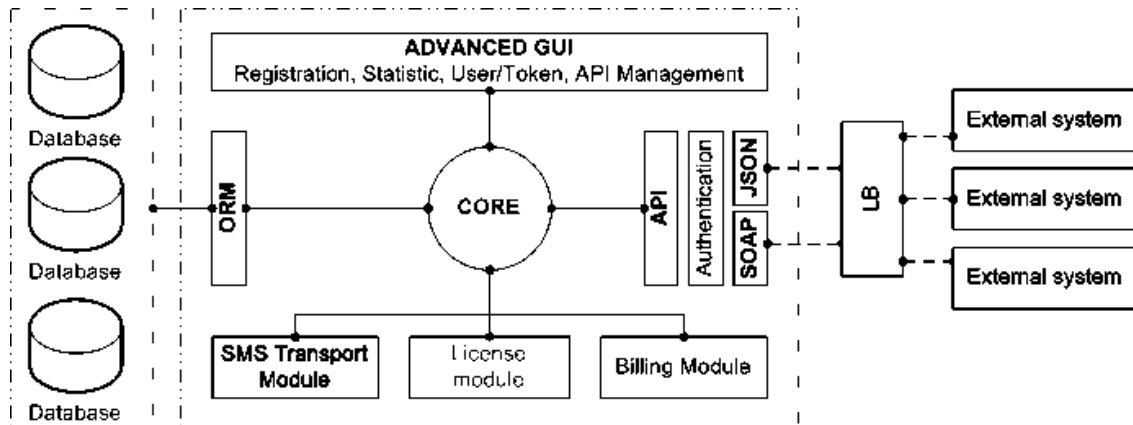 ADVANCED GUI
Registration, Statistic, User/Token, API Management
Database
Database
Database
ORM
CORE
API
Authentication
JSON
SOAP
LB
External system
External system
External system
SMS Transport
Module
License
module
Billing Module